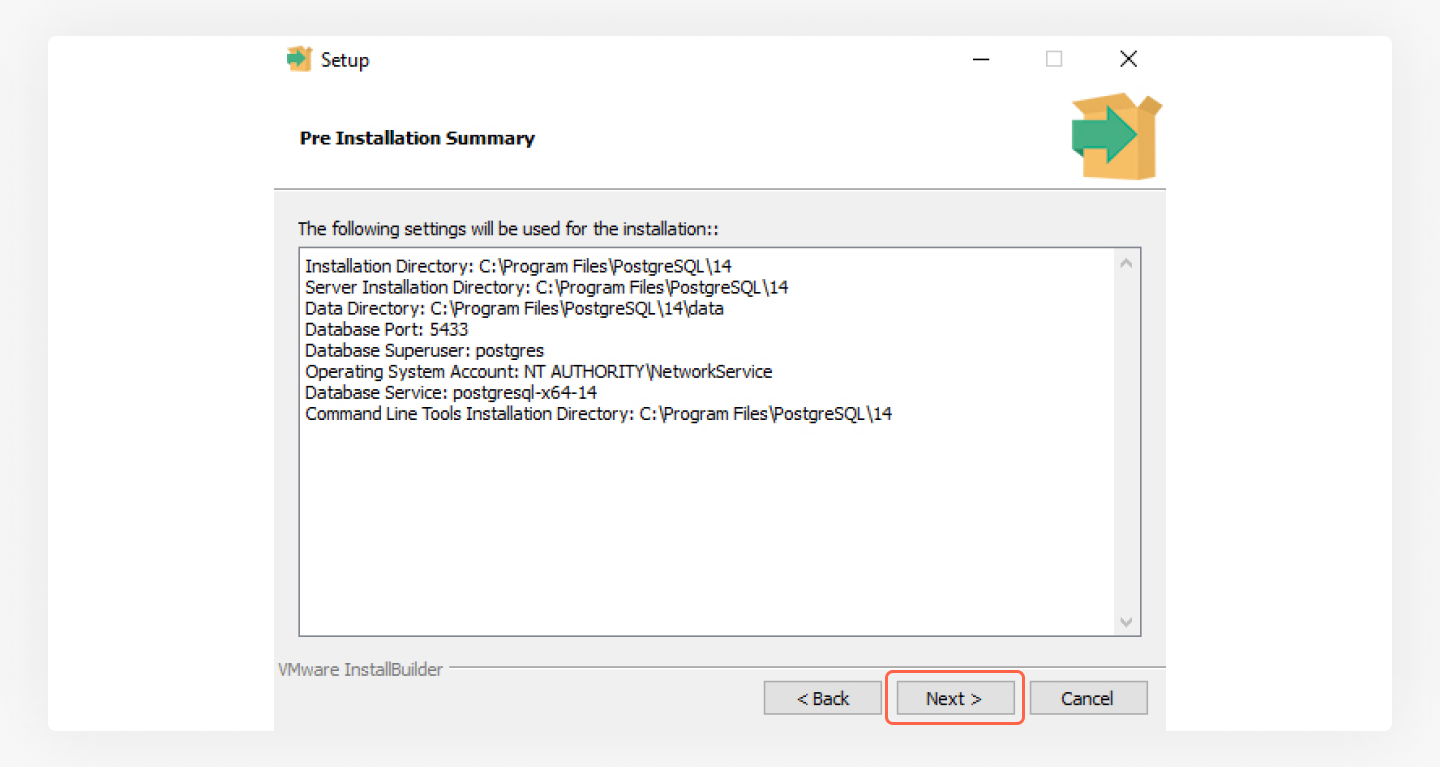 Setup
Pre Installation Summary
The following settings will be used for the installation::
Installation Directory: C:\Program Files\PostgreSQL\14
Server Installation Directory: C:\Program Files\PostgreSQL\14
Data Directory: C:\Program Files\PostgreSQL\14\data
Database Port: 5433
Database Superuser: postgres
Operating System Account: NT AUTHORITY\NetworkService
Database Service: postgresql-x64-14
Command Line Tools Installation Directory: C:\Program Files\PostgreSQL\14
VMware InstallBuilder
< Back
Next >
Cancel